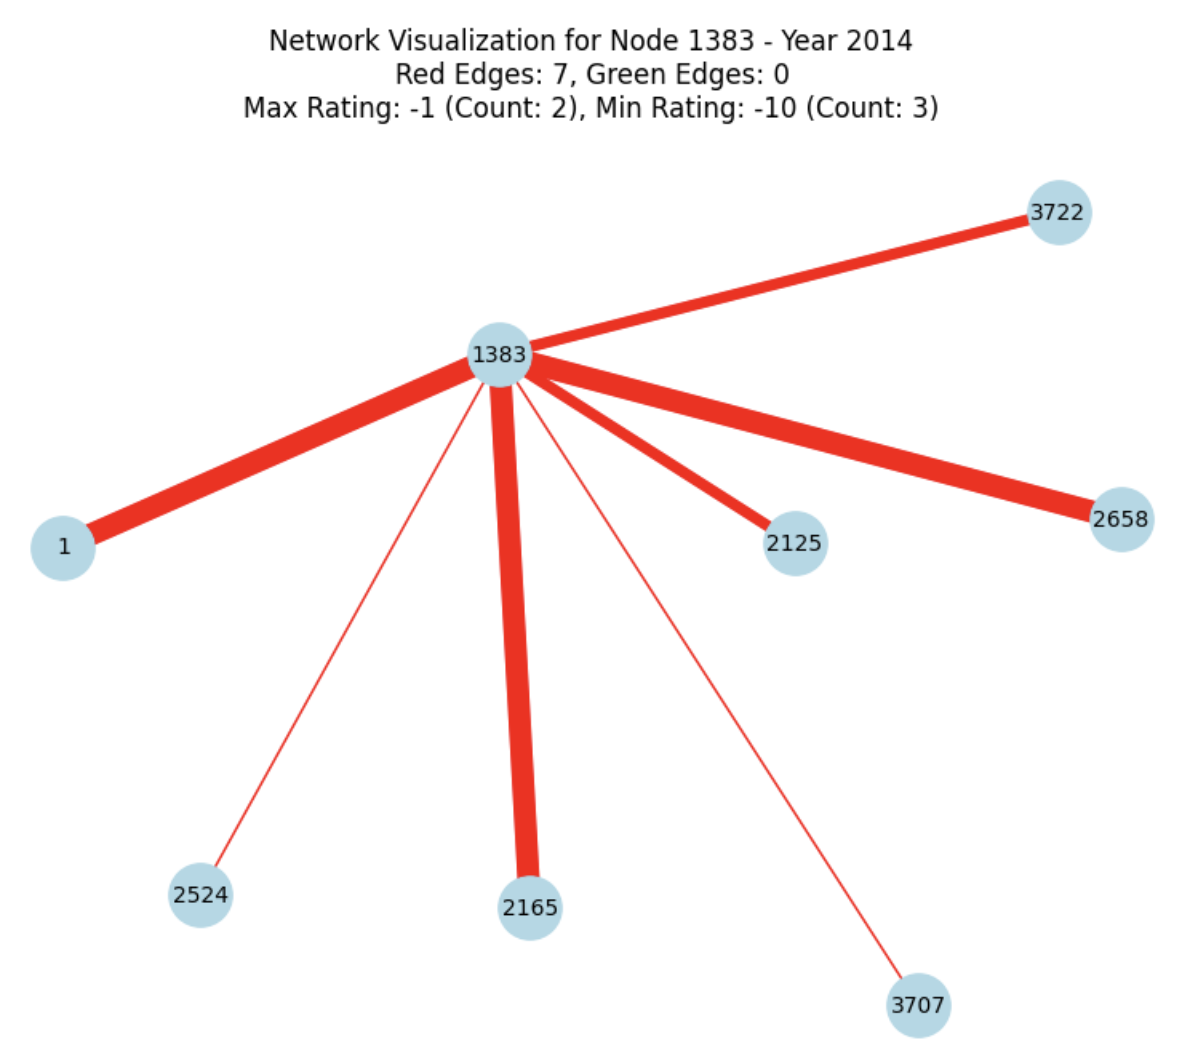 Network Visualization for Node 1383 - Year 2014
Red Edges: 7, Green Edges: 0
Max Rating: -1 (Count: 2), Min Rating: -10 (Count: 3)
3722
1383
2658
2125
1
2524
2165
3707